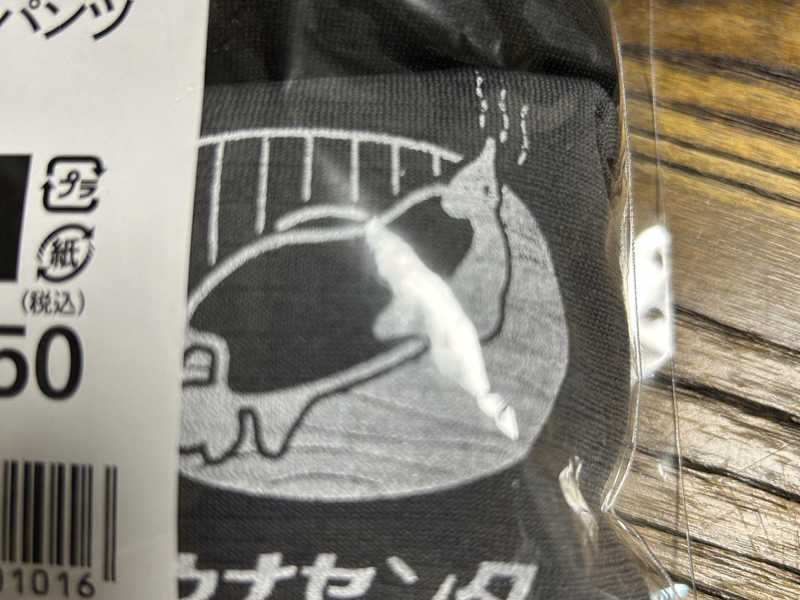 パンツ
プラ
紙
(税込)
50
01016
ウナセンタ